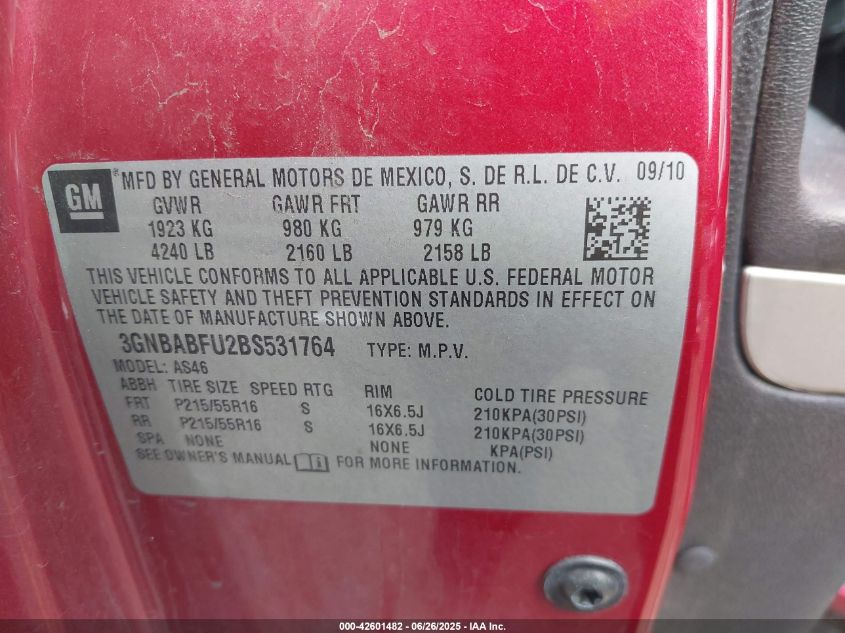 GM ® MFD BY GENERAL MOTORS DE MEXICO, S. DE R.L. DE C.V. 09/10
GVWR GAWR FRT GAWR RR
1923 KG 980 KG 979 KG
4240 LB 2160 LB 2158 LB
THIS VEHICLE CONFORMS TO ALL APPLICABLE U.S. FEDERAL MOTOR
VEHICLE SAFETY AND THEFT PREVENTION STANDARDS IN EFFECT ON
THE DATE OF MANUFACTURE SHOWN ABOVE.
3GNBABFU2BS531764 TYPE: M.P.V.
MODEL: AS46
ABBH TIRE SIZE SPEED RTG RIM COLD TIRE PRESSURE
FRT P215/55R16 S 16X6.5J 210KPA(30PSI)
RR P215/55R16 S 16X6.5J 210KPA(30PSI)
SPA NONE NONE KPA(PSI)
SEE OWNER'S MANUAL FOR MORE INFORMATION.
000-42601482 - 06/26/2025 - IAA Inc.